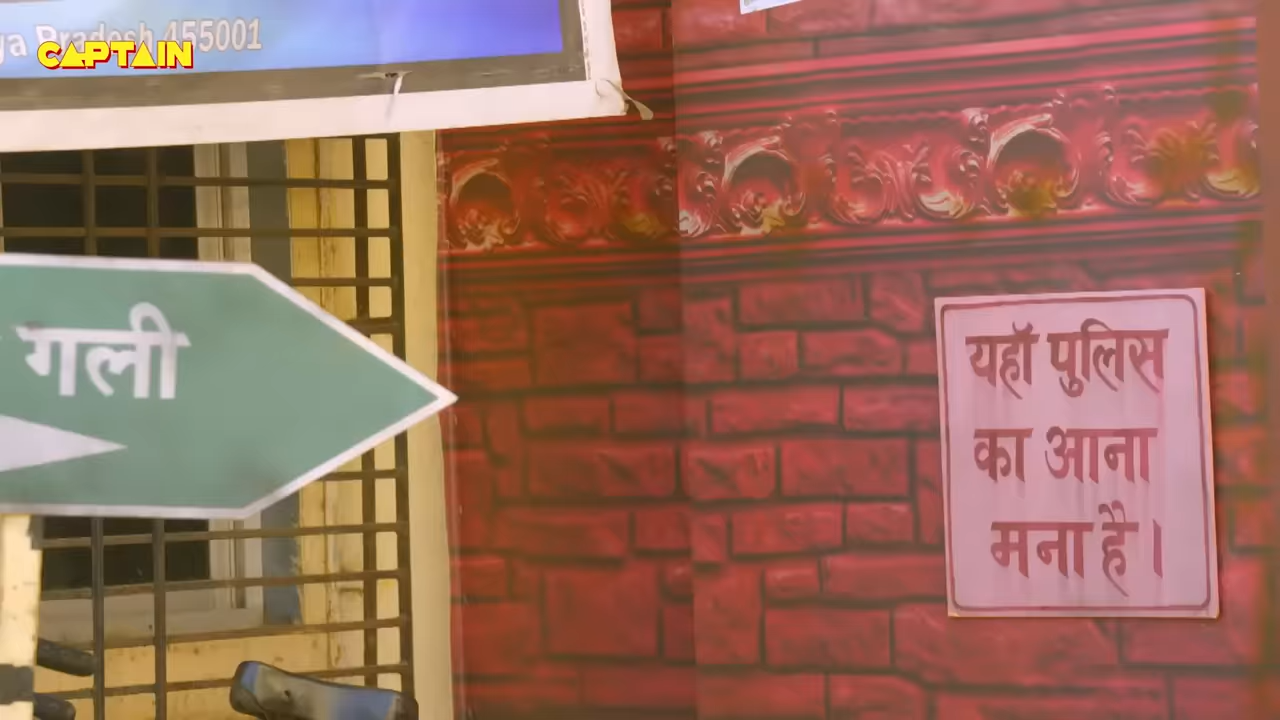 ya Pradesh 455001
CAPTAIN
गली
यहॉ पुलिस
का आना
मना है।